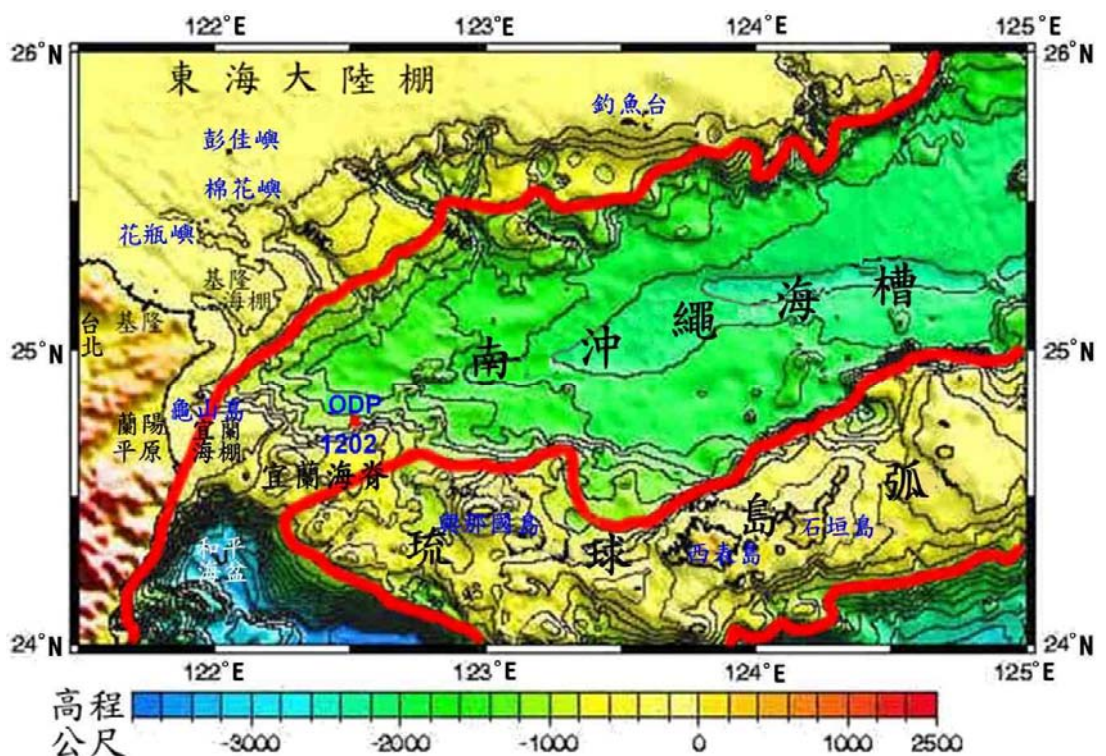 122°E 123°E 124°E 125°E
26°N 26°N
東海大陸棚
釣魚台
彭佳嶼
棉花嶼
花瓶嶼
基隆
海棚
南沖繩海槽
台北
基隆
25°N 25°N
龜山島
ODP
1202
蘭陽
平原
宜蘭
海棚
宜蘭海脊
琉球島弧
與那國島
西表島
石垣島
和平
海盆
24°N 24°N
122°E 123°E 124°E 125°E
高程
公尺
-3000 -2000 -1000 0 1000 2500